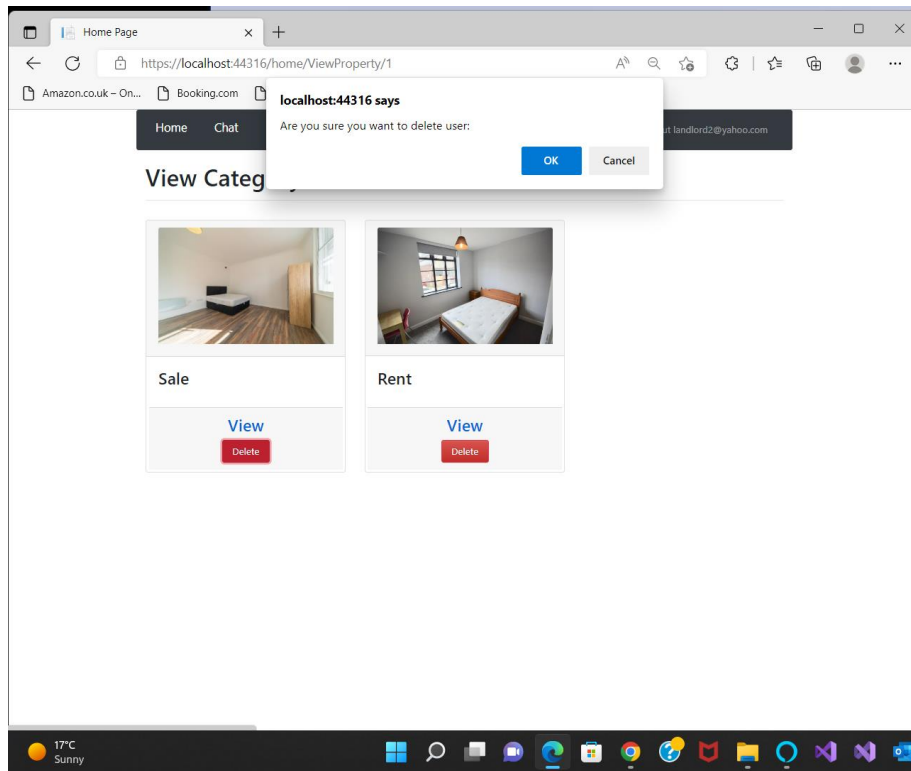 Home Page
https://localhost:44316/home/ViewProperty/1
Amazon.co.uk – On...
Booking.com
localhost:44316 says
Are you sure you want to delete user:
OK
Cancel
Home
Chat
ut landlord2@yahoo.com
View Categ
Sale
Rent
View
View
Delete
Delete
17°C
Sunny